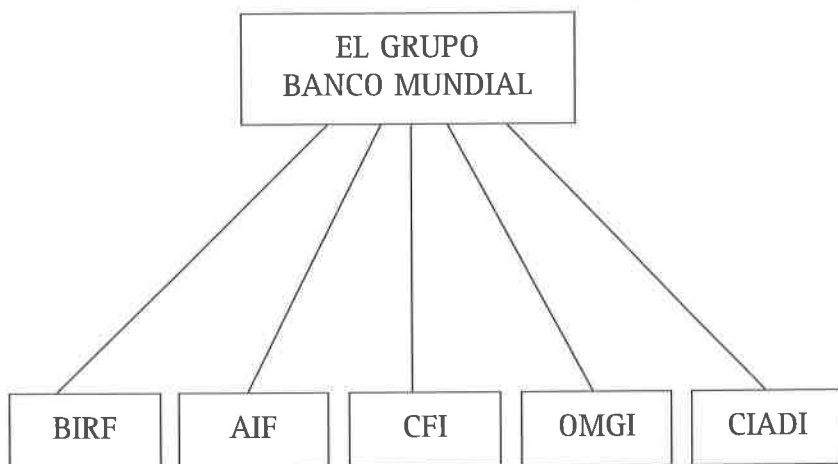 EL GRUPO
BANCO MUNDIAL
BIRF
AIF
CFI
OMGI
CIADI